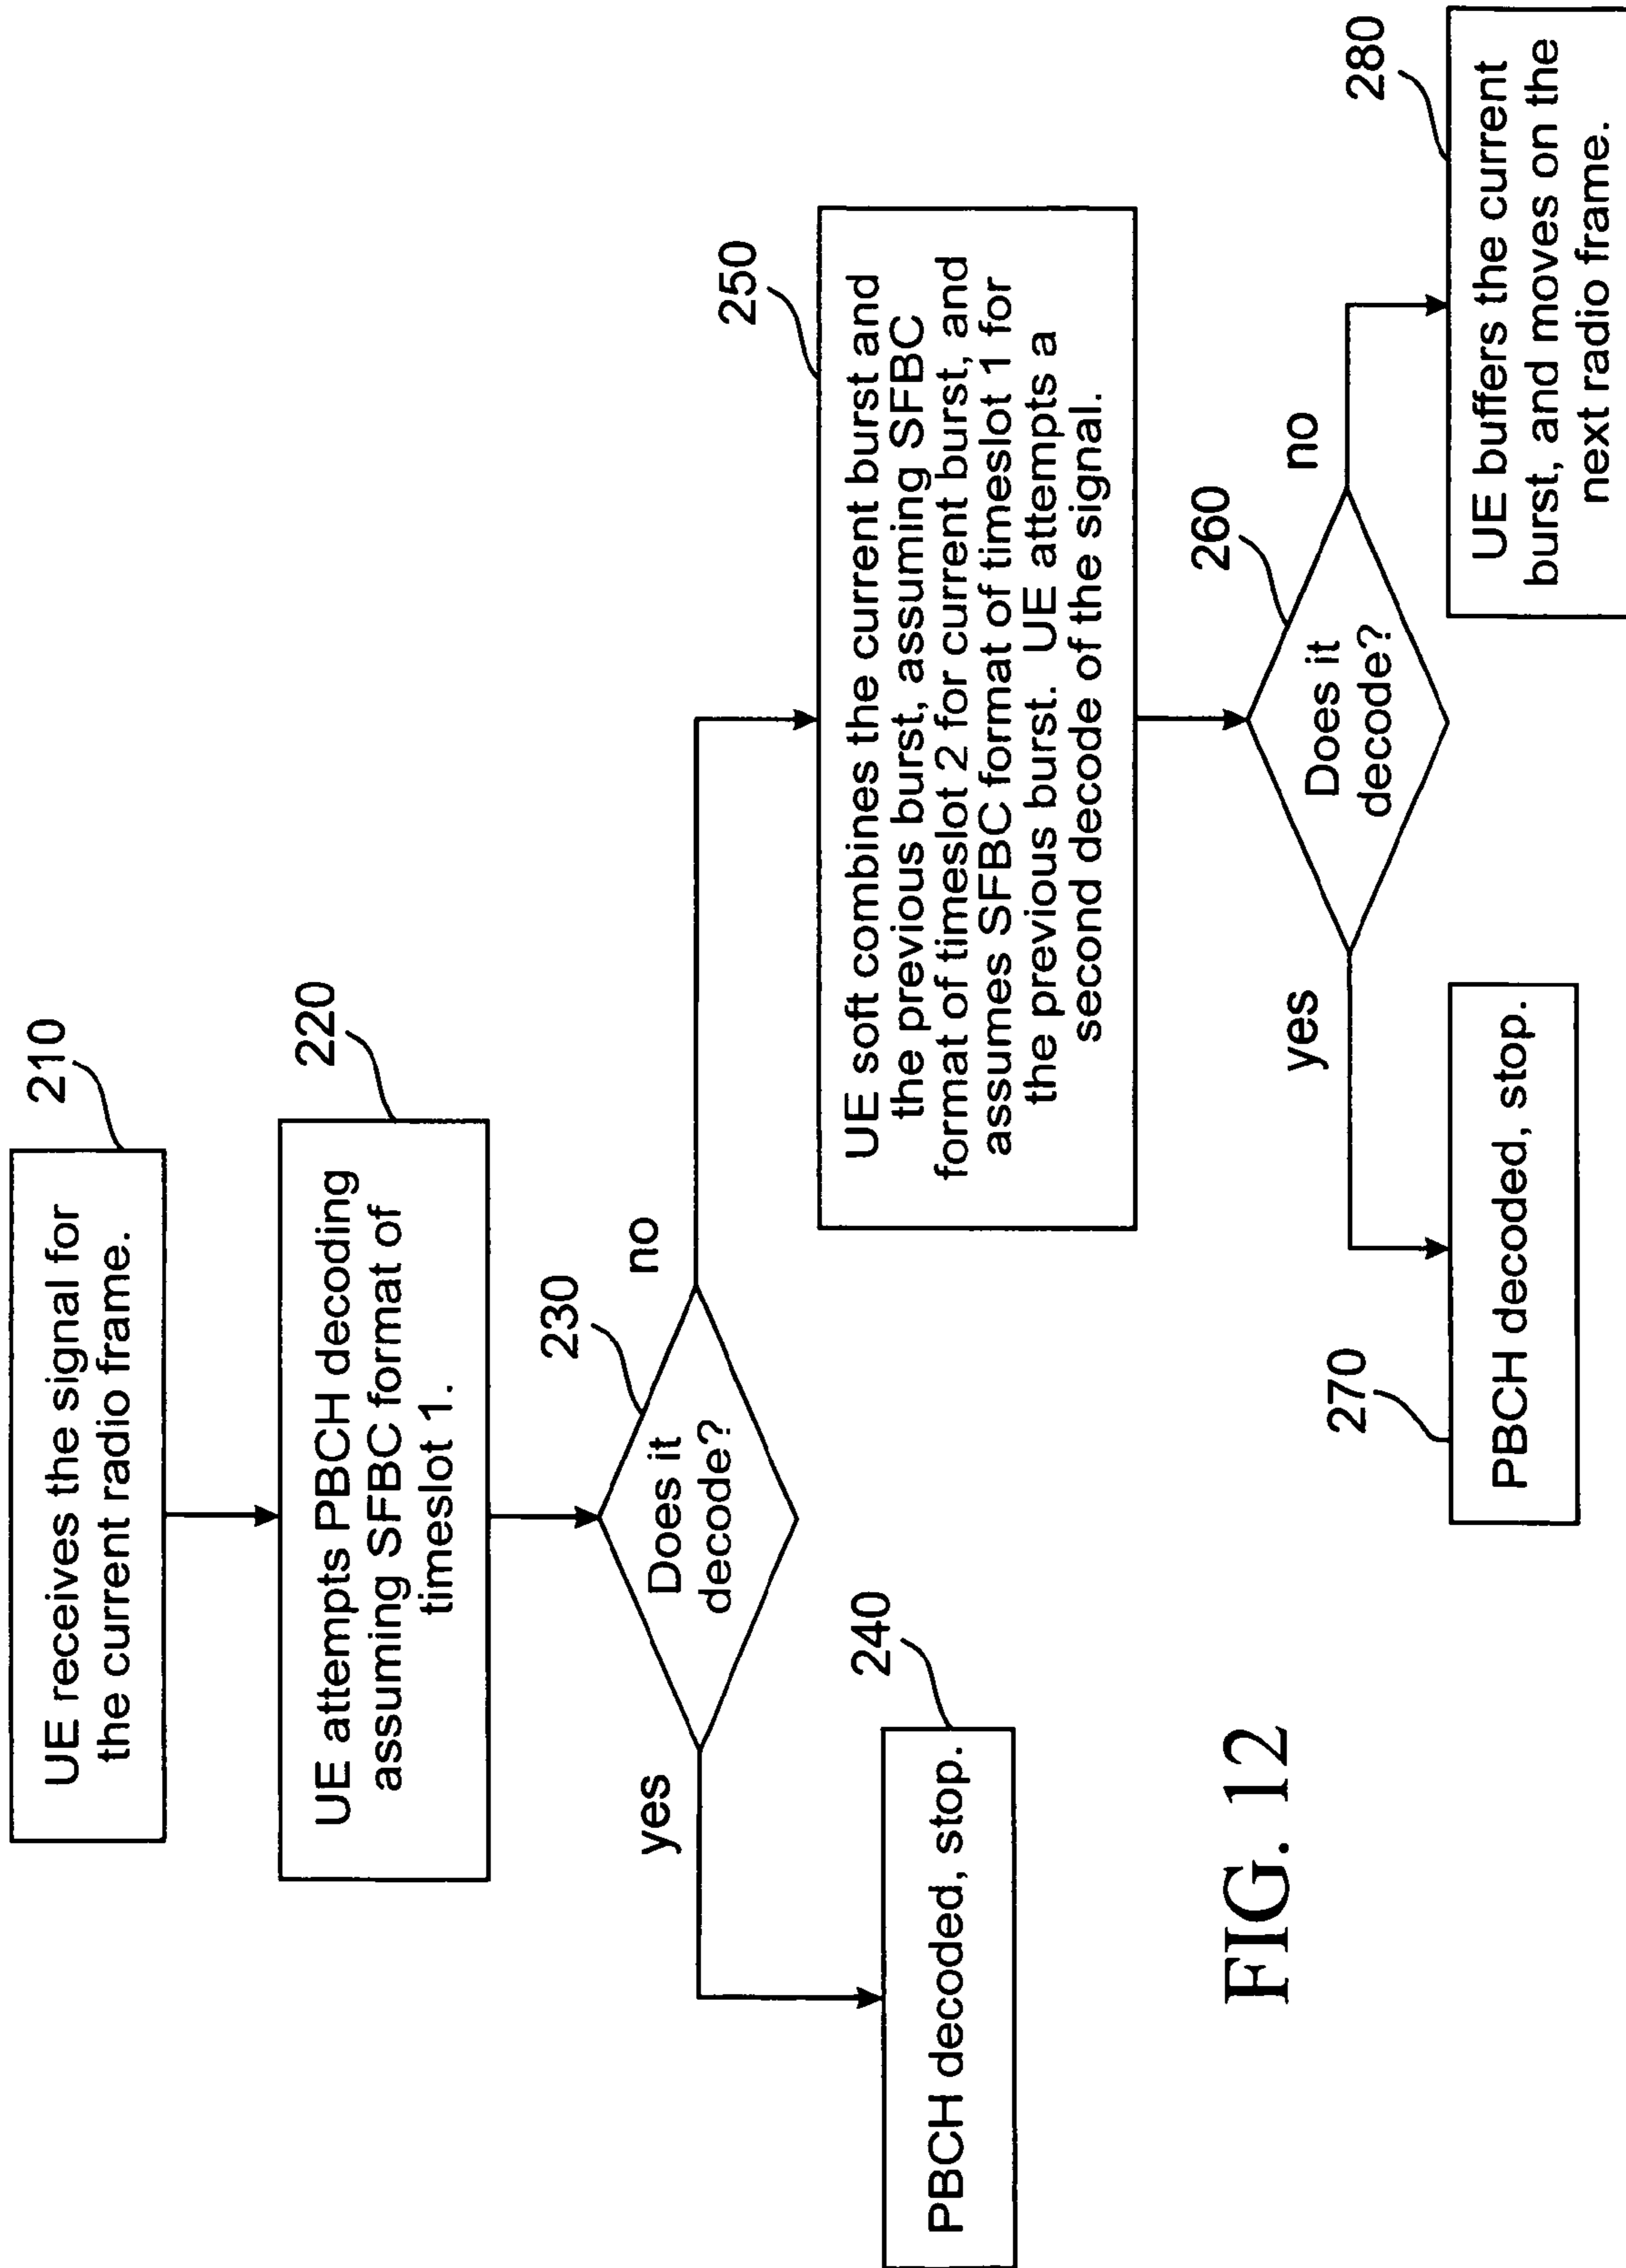 210
UE receives the signal for
the current radio frame.
220
UE attempts PBCH decoding
assuming SFBC format of
timeslot 1.
230
Does it
decode?
yes
no
240
PBCH decoded, stop.
250
UE soft combines the current burst and
the previous burst, assuming SFBC
format of timeslot 2 for current burst, and
assumes SFBC format of timeslot 1 for
the previous burst. UE attempts a
second decode of the signal.
260
Does it
decode?
yes
no
270
PBCH decoded, stop.
280
UE buffers the current
burst, and moves on the
next radio frame.
FIG. 12